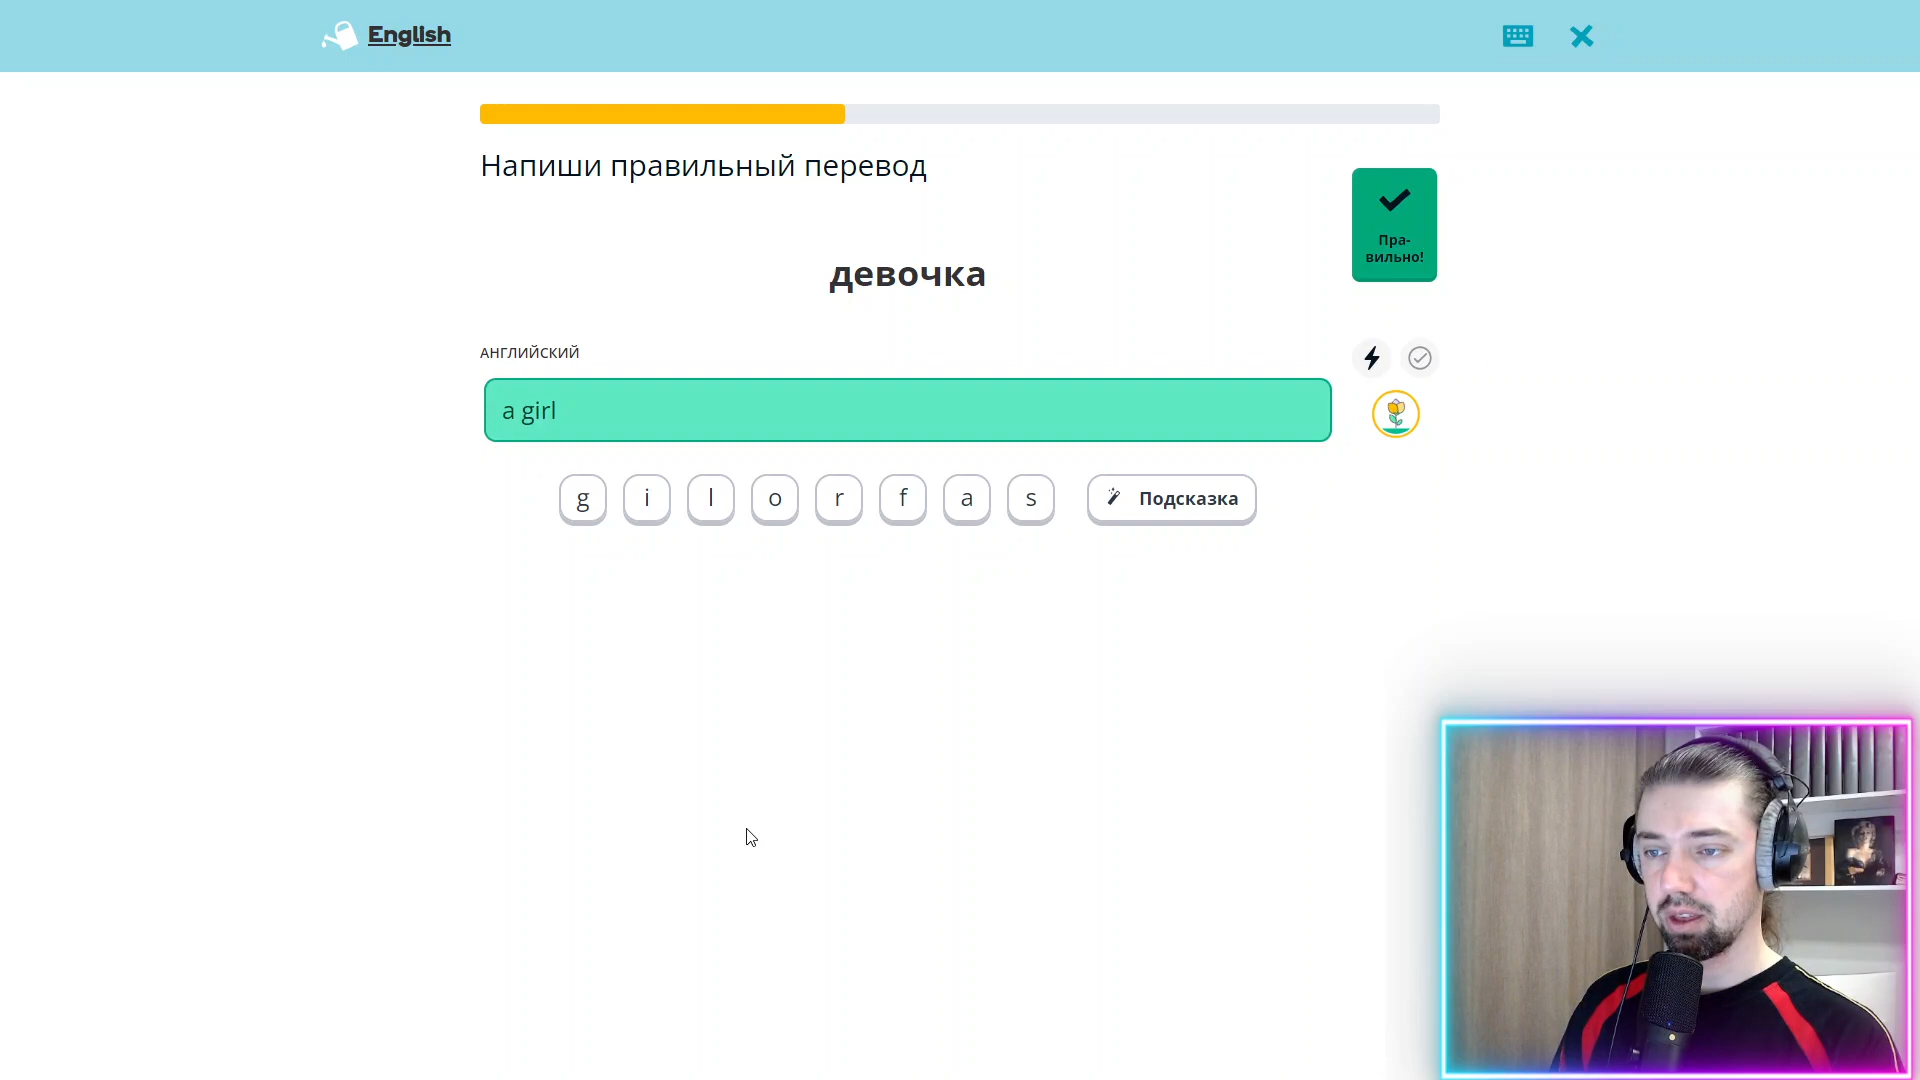 English
Напиши правильный перевод
Пра-
вильно!
девочка
АНГЛИЙСКИЙ
a girl
g i l o r f a s Подсказка